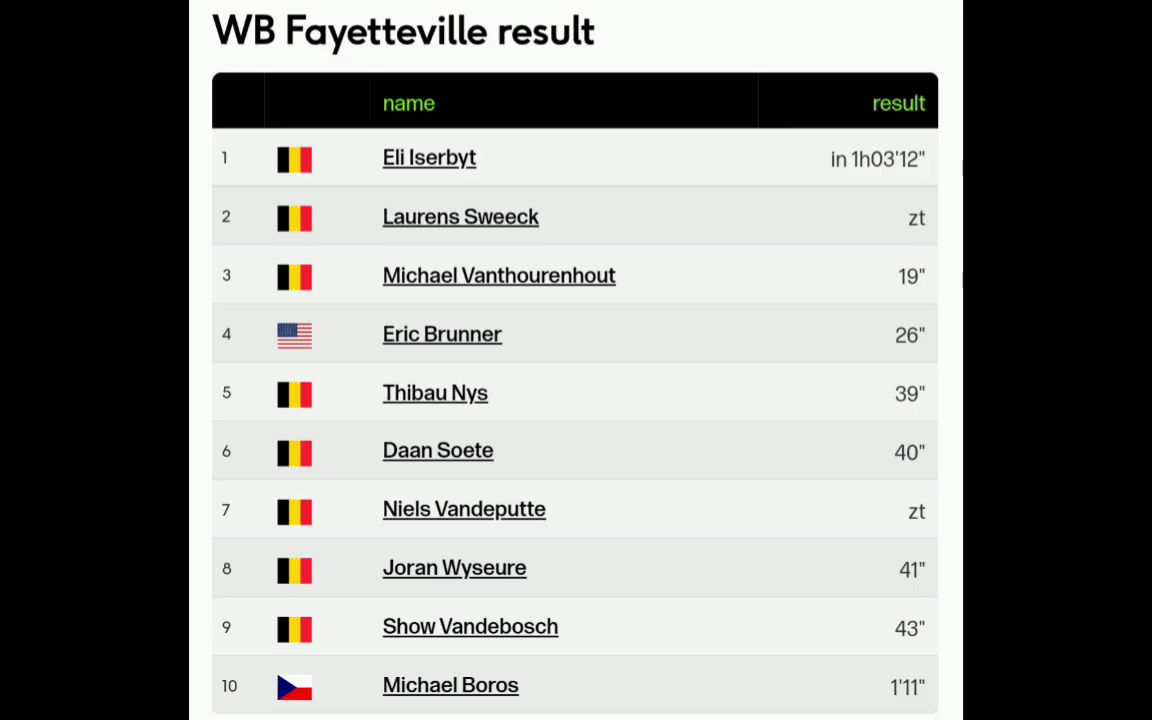 WB Fayetteville result
name result
1 Eli Iserbyt in 1h03'12"
2 Laurens Sweeck zt
3 Michael Vanthourenhout 19"
4 Eric Brunner 26"
5 Thibau Nys 39"
6 Daan Soete 40"
7 Niels Vandeputte zt
8 Joran Wyseure 41"
9 Show Vandebosch 43"
10 Michael Boros 1'11"